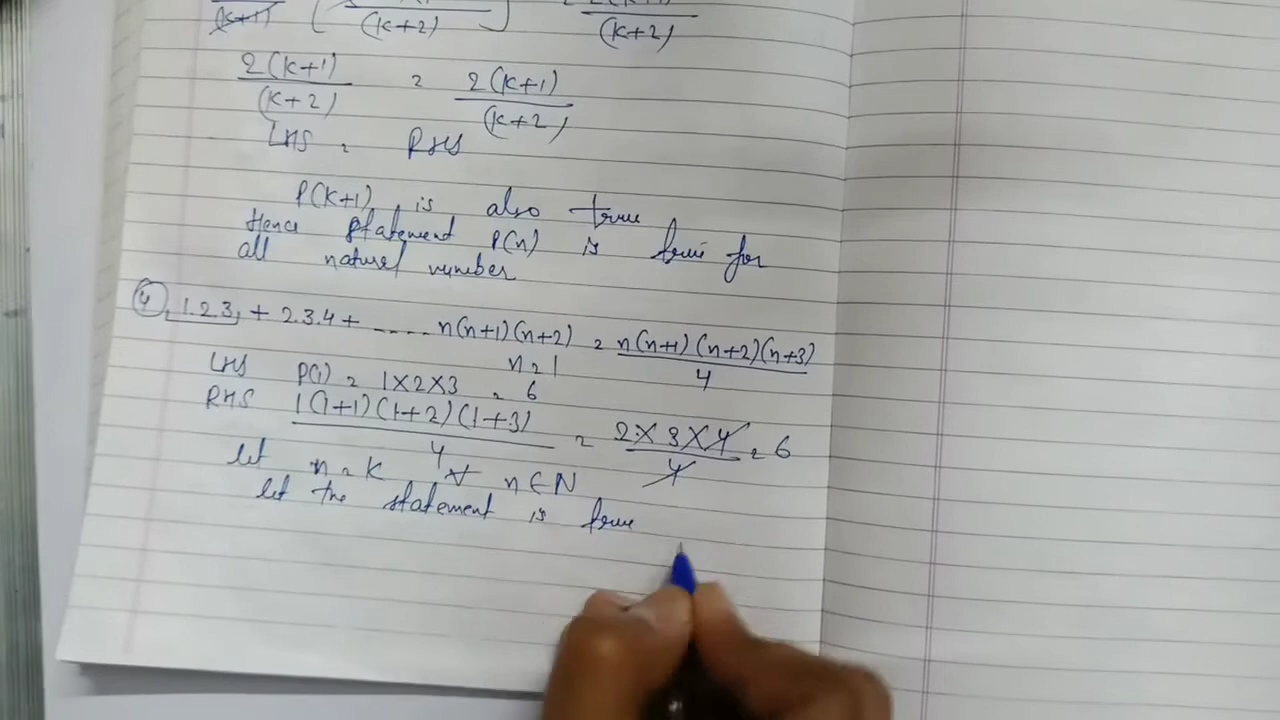 (k+1) (k+2) (k+2)
2(k+1)/(k+2) = 2(k+1)/(k+2)
LHS = RHS
P(k+1) is also true
Hence statement P(n) is true for
all natural number
4) 1.2.3 + 2.3.4 + .... n(n+1)(n+2) = n(n+1)(n+2)(n+3)/4
n = 1
LHS P(1) = 1×2×3 = 6
RHS 1(1+1)(1+2)(1+3)/4 = 2×3×4/4 = 6
let n = k ∀ n∈N
let the statement is true